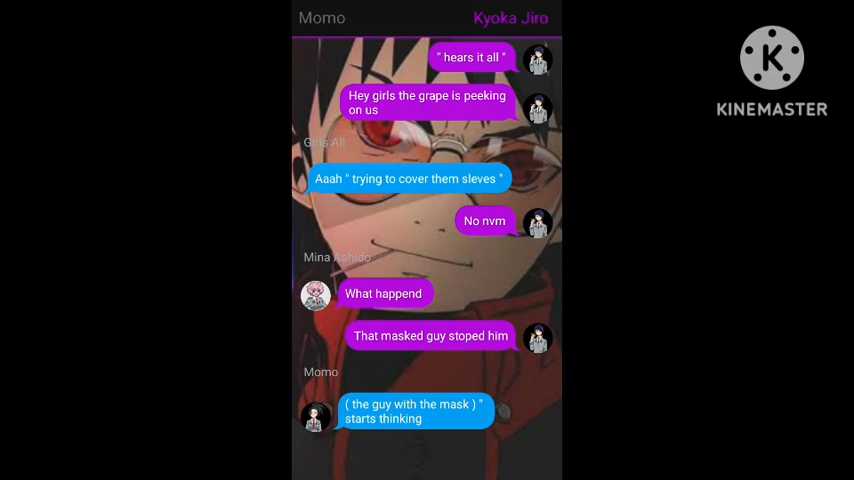 Momo
Kyoka Jiro
" hears it all "
Hey girls the grape is peeking
on us
Girls All
Aaah " trying to cover them sleves "
No nvm
Mina Ashido
What happend
That masked guy stoped him
Momo
( the guy with the mask ) "
starts thinking
K
KINEMASTER